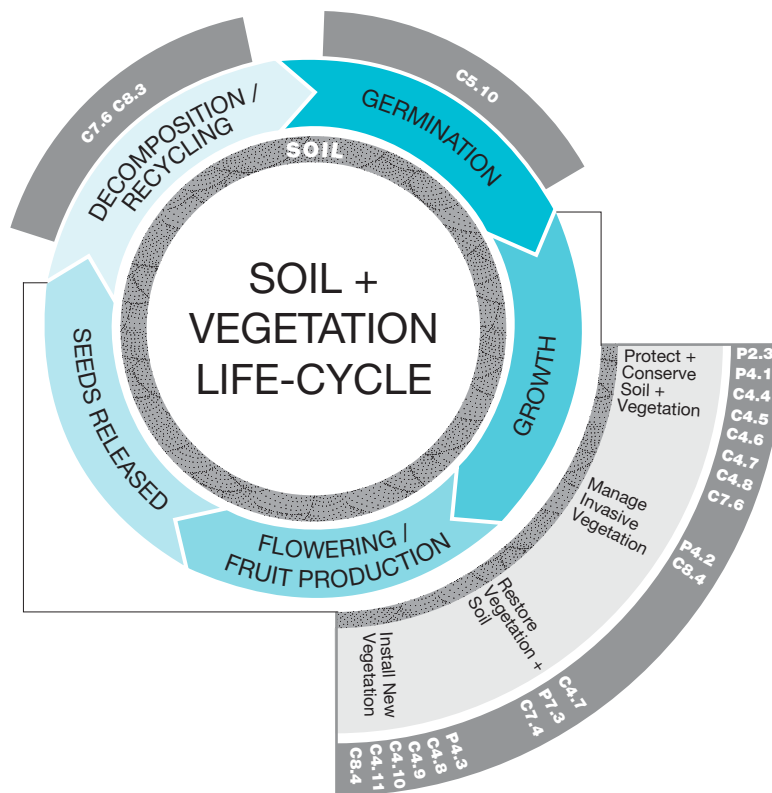 SOIL +
VEGETATION
LIFE-CYCLE
SOIL
GERMINATION
GROWTH
FLOWERING /
FRUIT PRODUCTION
SEEDS RELEASED
DECOMPOSITION /
RECYCLING
C7.6 C8.3
C5.10
Protect +
Conserve
Soil +
Vegetation
P2.3
P4.1
C4.4
C4.5
C4.6
C4.7
C4.8
C7.6
Manage
Invasive
Vegetation
P4.2
C8.4
Restore
Vegetation +
Soil
C4.7
P7.3
C7.4
Install New
Vegetation
P4.3
C4.8
C4.9
C4.10
C4.11
C8.4